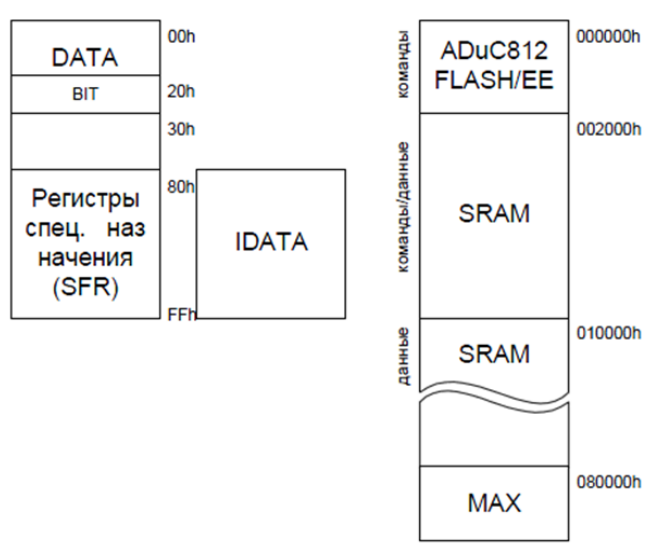 DATA
00h
BIT
20h
30h
Регистры
спец. наз
начения
(SFR)
80h
FFh
IDATA
команды
ADuC812
FLASH/EE
000000h
команды/данные
SRAM
002000h
данные
SRAM
010000h
MAX
080000h